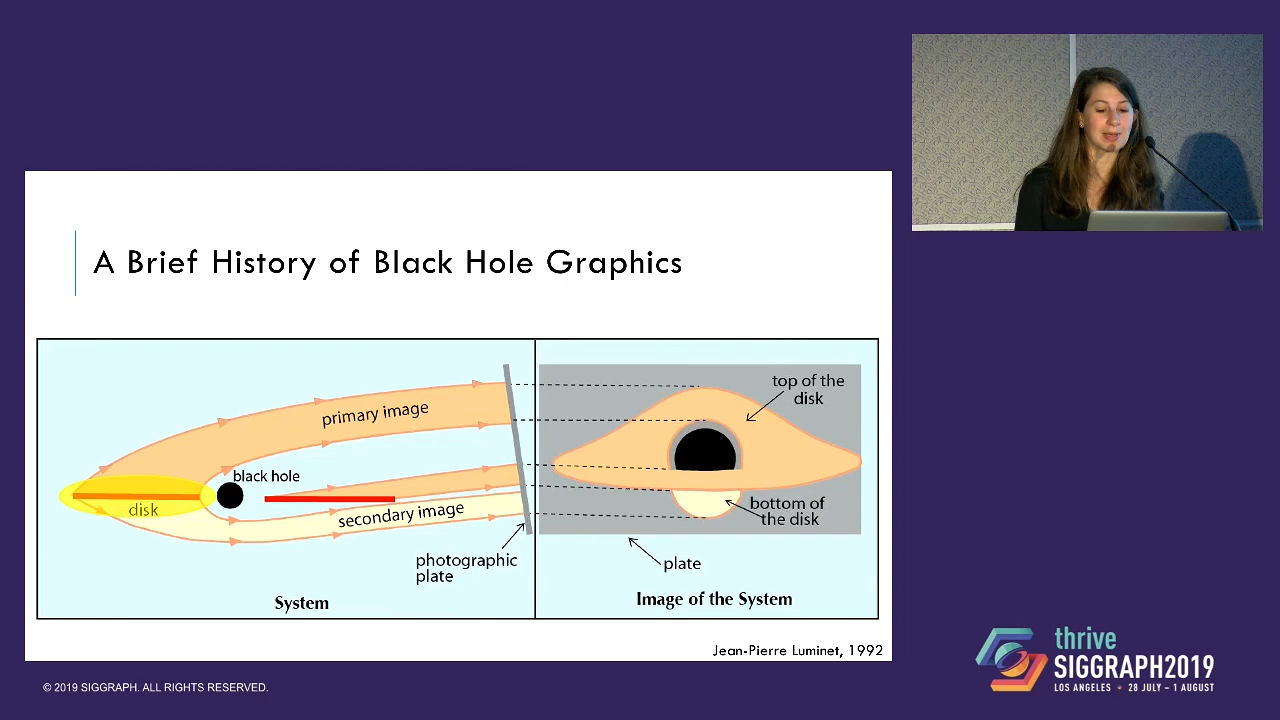 A Brief History of Black Hole Graphics
primary image
black hole
disk
secondary image
photographic
plate
System
top of the
disk
bottom of
the disk
plate
Image of the System
Jean-Pierre Luminet, 1992
thrive
SIGGRAPH2019
LOS ANGELES • 28 JULY – 1 AUGUST
© 2019 SIGGRAPH. ALL RIGHTS RESERVED.